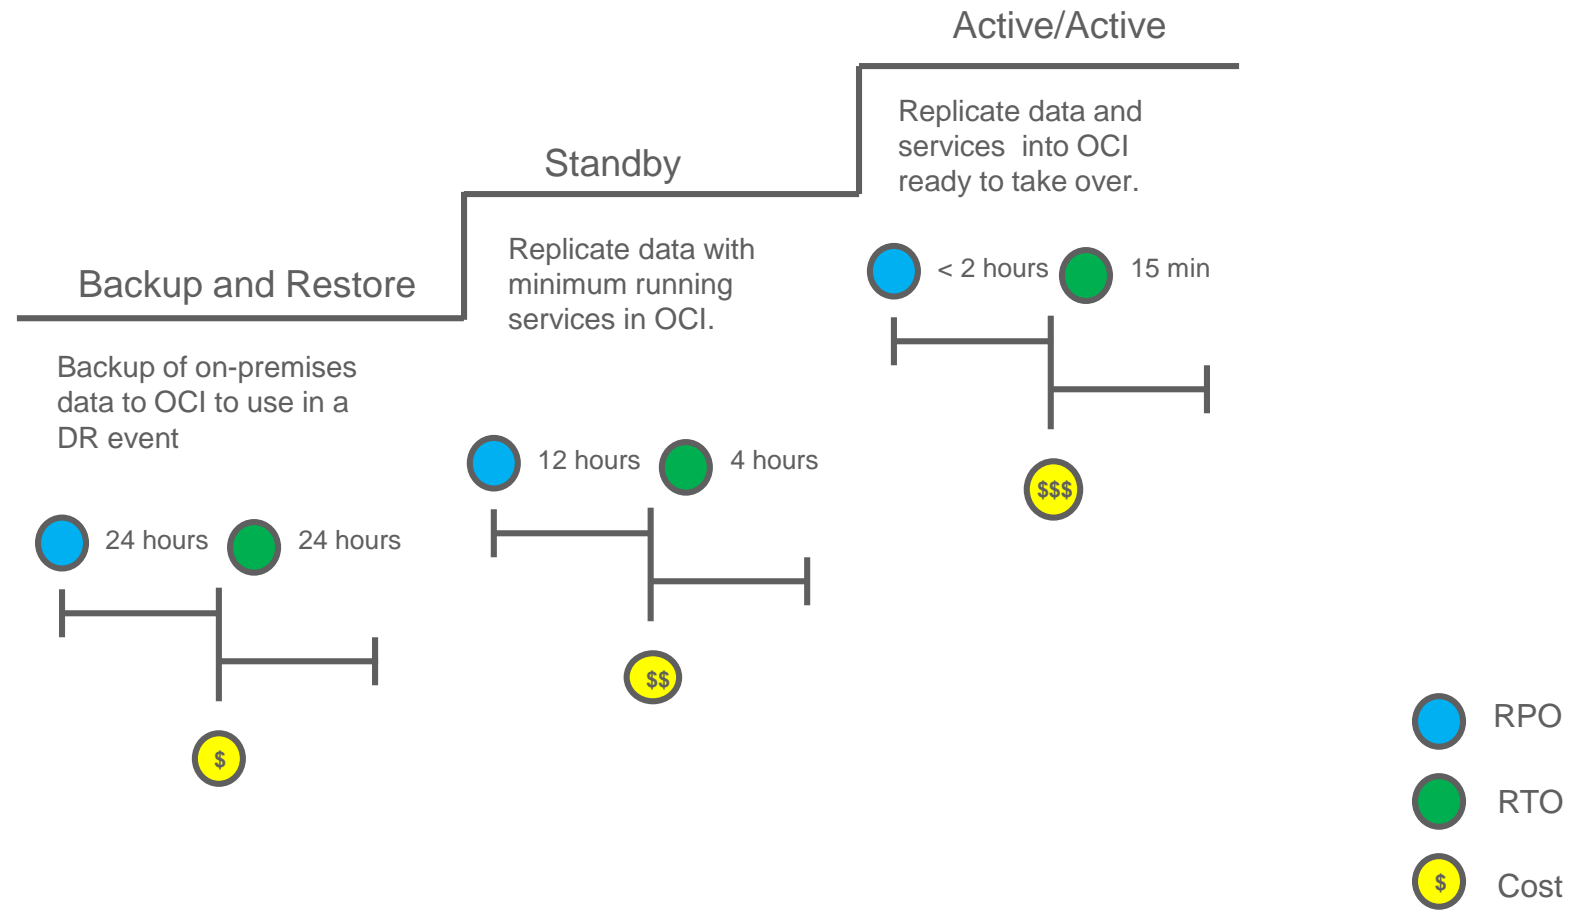 Active/Active
Replicate data and
services into OCI
ready to take over.
< 2 hours
15 min
$$$
Standby
Replicate data with
minimum running
services in OCI.
12 hours
4 hours
$$
Backup and Restore
Backup of on-premises
data to OCI to use in a
DR event
24 hours
24 hours
$
RPO
RTO
$ Cost